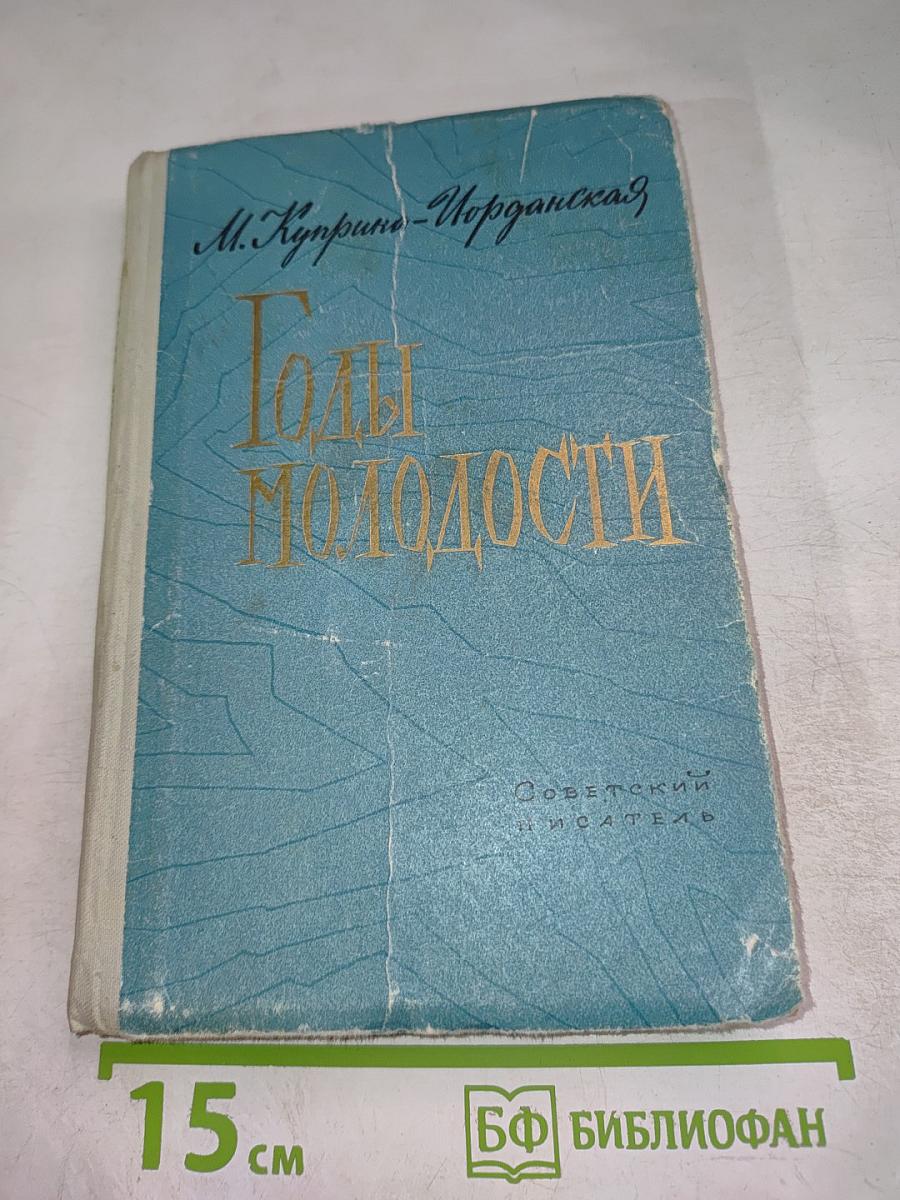 М. Куприна-Иорданская
Годы
молодости
Советский
писатель
15 см
БФ БИБЛИОФАН